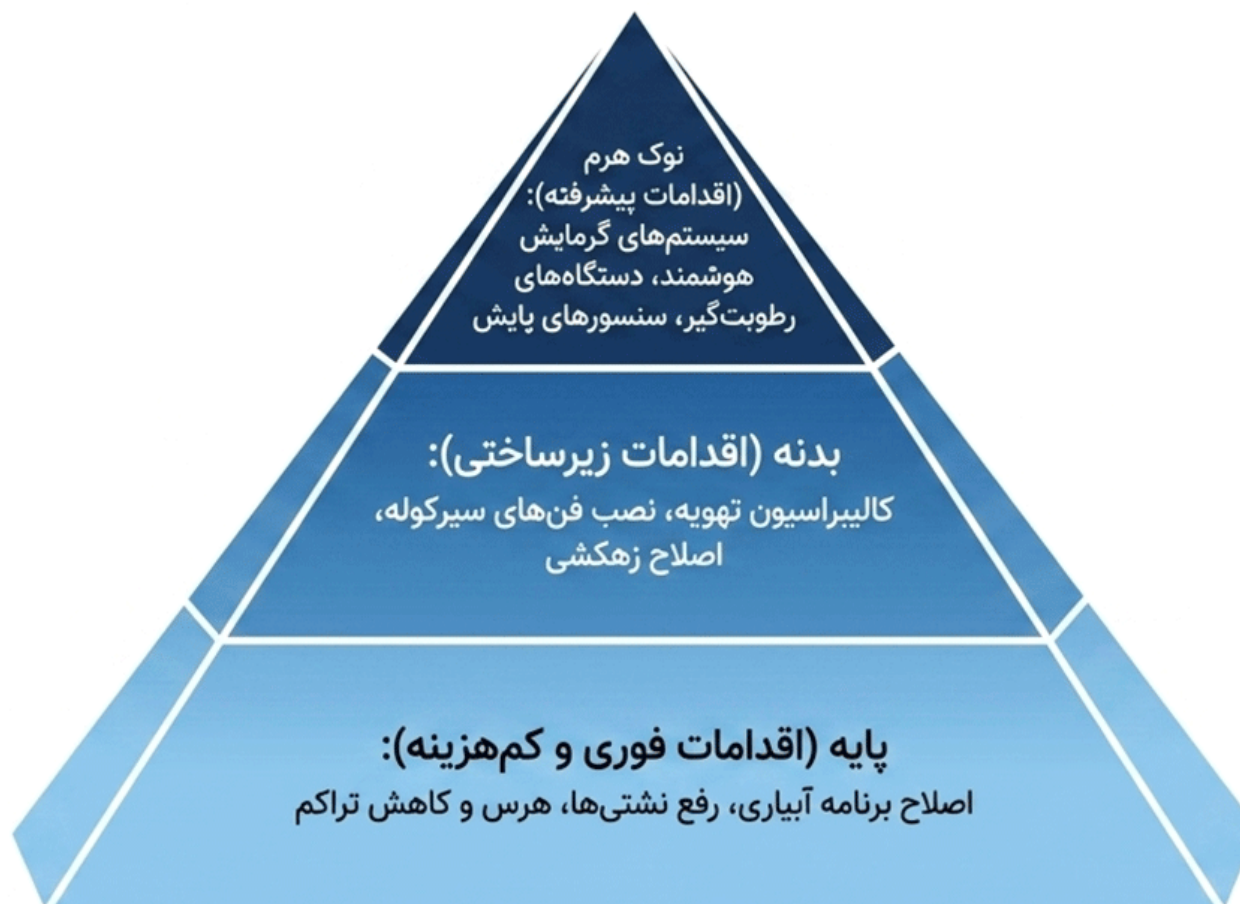 نوک هرم
(اقدامات پیشرفته):
سیستم‌های گرمایش
هوشمند، دستگاه‌های
رطوبت‌گیر، سنسورهای پایش
بدنه (اقدامات زیرساختی):
کالیبراسیون تهویه، نصب فن‌های سیرکوله،
اصلاح زهکشی
پایه (اقدامات فوری و کم‌هزینه):
اصلاح برنامه آبیاری، رفع نشتی‌ها، هرس و کاهش تراکم